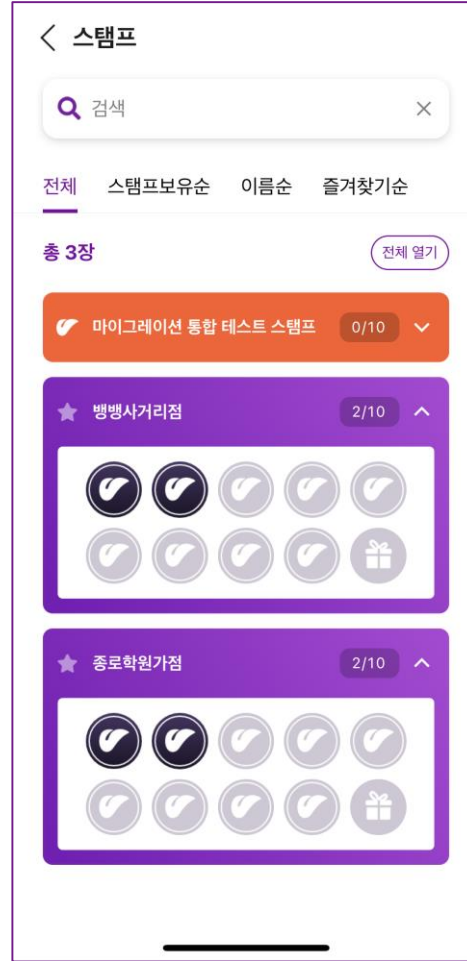 스탬프
검색
전체 스탬프보유순 이름순 즐겨찾기순
총 3장 전체 열기
마이그레이션 통합 테스트 스탬프 0/10
뱅뱅사거리점 2/10
종로학원가점 2/10